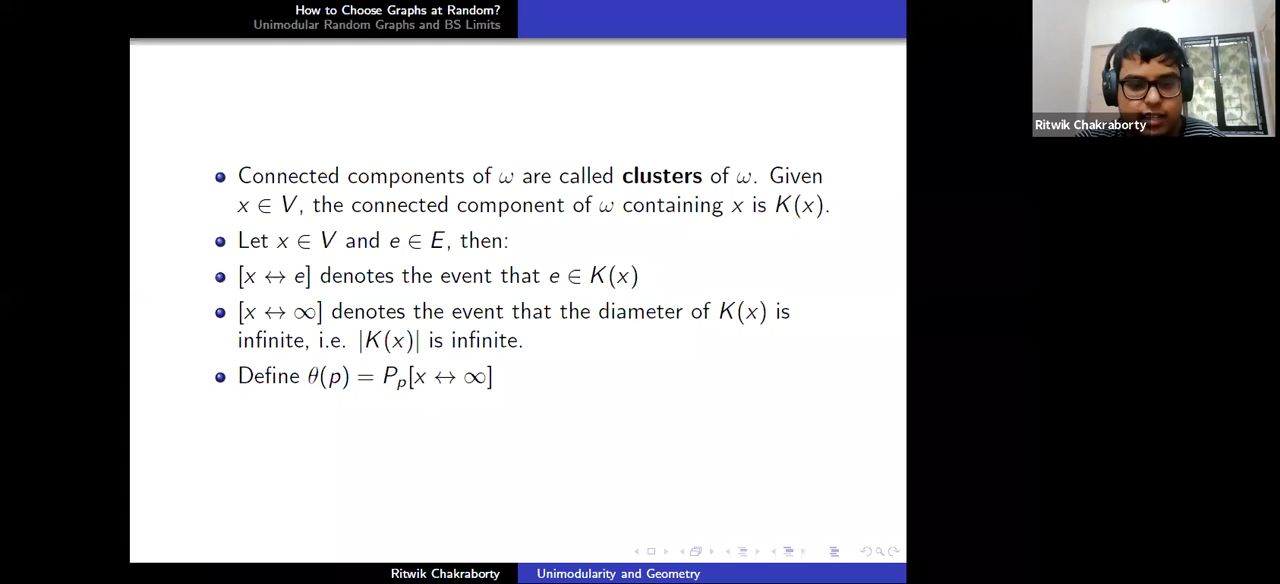 How to Choose Graphs at Random?
Unimodular Random Graphs and BS Limits
Ritwik Chakraborty
Connected components of ω are called clusters of ω. Given
x ∈ V, the connected component of ω containing x is K(x).
Let x ∈ V and e ∈ E, then:
[x ↔ e] denotes the event that e ∈ K(x)
[x ↔ ∞] denotes the event that the diameter of K(x) is
infinite, i.e. |K(x)| is infinite.
Define θ(p) = Pₚ[x ↔ ∞]
Ritwik Chakraborty
Unimodularity and Geometry